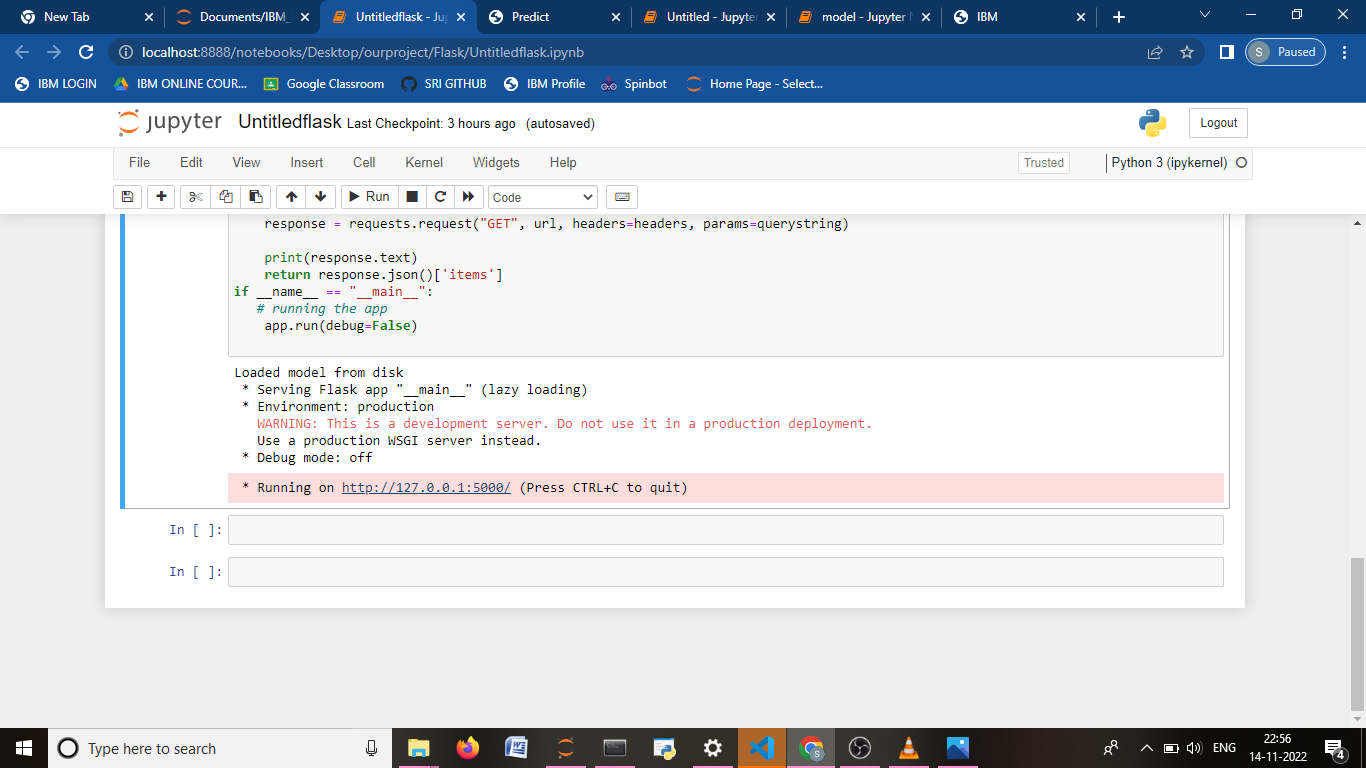 New Tab
Documents/IBM_
Untitledflask - Ju
Predict
Untitled - Jupyter
model - Jupyter
IBM
localhost:8888/notebooks/Desktop/ourproject/Flask/Untitledflask.ipynb
S Paused
IBM LOGIN
IBM ONLINE COUR...
Google Classroom
SRI GITHUB
IBM Profile
Spinbot
Home Page - Select...
jupyter Untitledflask Last Checkpoint: 3 hours ago (autosaved)
Logout
File Edit View Insert Cell Kernel Widgets Help
Trusted
Python 3 (ipykernel)
Run
Code
response = requests.request("GET", url, headers=headers, params=querystring)
print(response.text)
return response.json()['items']
if __name__ == "__main__":
# running the app
app.run(debug=False)
Loaded model from disk
* Serving Flask app "__main__" (lazy loading)
* Environment: production
WARNING: This is a development server. Do not use it in a production deployment.
Use a production WSGI server instead.
* Debug mode: off
* Running on http://127.0.0.1:5000/ (Press CTRL+C to quit)
In [ ]:
In [ ]:
Type here to search
ENG
22:56
14-11-2022
4